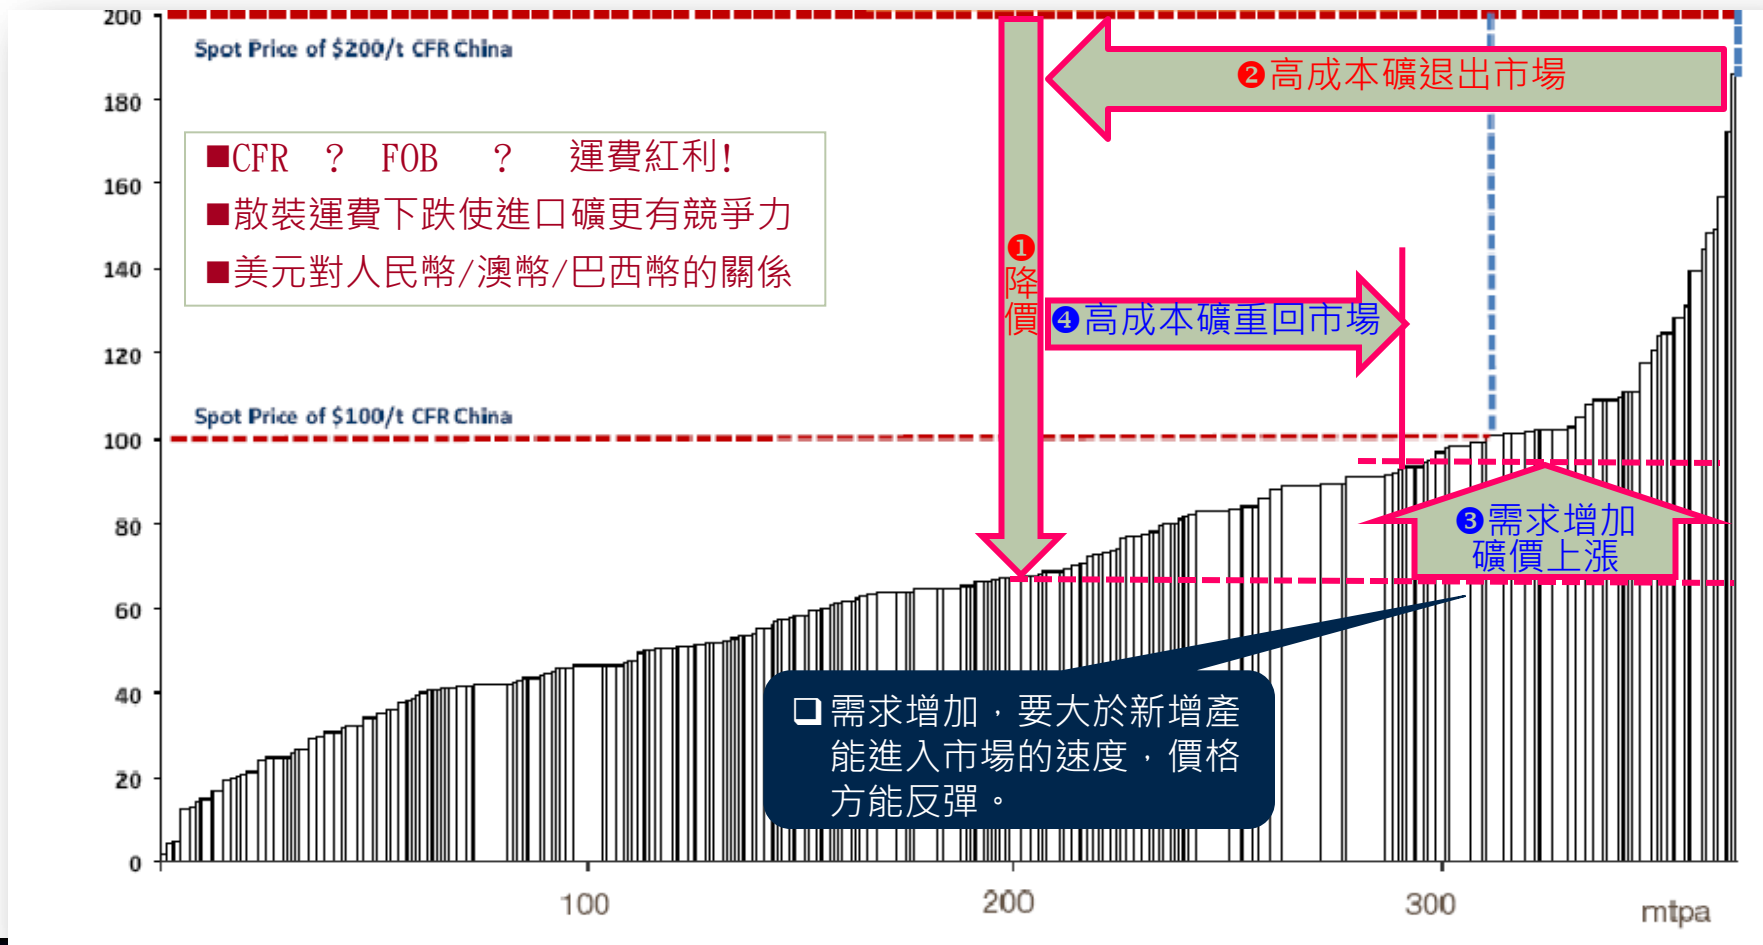 200
Spot Price of $200/t CFR China
❷高成本礦退出市場
180
■CFR ? FOB ? 運費紅利!
160
■散裝運費下跌使進口礦更有競爭力
■美元對人民幣/澳幣/巴西幣的關係
140
❶
降
價
❹高成本礦重回市場
120
Spot Price of $100/t CFR China
100
80
❸需求增加
礦價上漲
60
40
❑需求增加，要大於新增產
能進入市場的速度，價格
方能反彈。
20
0
100
200
300
mtpa